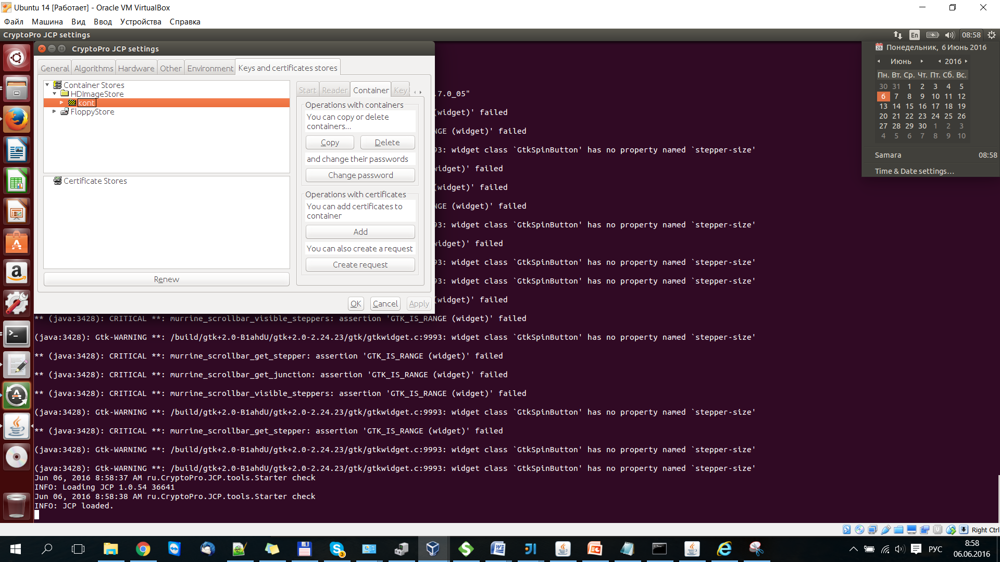 Ubuntu 14 [Работает] - Oracle VM VirtualBox
Файл Машина Вид Ввод Устройства Справка
CryptoPro JCP settings
En 08:58
CryptoPro JCP settings
General Algorithms Hardware Other Environment Keys and certificates stores
Container Stores
HDImageStore
kont
FloppyStore
Certificate Stores
Renew
Start Reader Container Key
Operations with containers
You can copy or delete
containers...
Copy Delete
and change their passwords
Change password
Operations with certificates
You can add certificates to
container
Add
You can also create a request
Create request
OK Cancel Apply
28 Понедельник, 6 Июнь 2016
Июнь 2016
Пн. Вт. Ср. Чт. Пт. Сб. Вс.
30 31 1 2 3 4 5
6 7 8 9 10 11 12
13 14 15 16 17 18 19
20 21 22 23 24 25 26
27 28 29 30 1 2 3
4 5 6 7 8 9 10
Samara 08:58
Time & Date settings...
.7.0_05"
(widget)' failed
NGE (widget)' failed
93: widget class `GtkSpinButton' has no property named `stepper-size'
widget)' failed
(widget)' failed
NGE (widget)' failed
93: widget class `GtkSpinButton' has no property named `stepper-size'
widget)' failed
93: widget class `GtkSpinButton' has no property named `stepper-size'
93: widget class `GtkSpinButton' has no property named `stepper-size'
(widget)' failed
** (java:3428): CRITICAL **: murrine_scrollbar_visible_steppers: assertion 'GTK_IS_RANGE (widget)' failed
(java:3428): Gtk-WARNING **: /build/gtk+2.0-B1ahdU/gtk+2.0-2.24.23/gtk/gtkwidget.c:9993: widget class `GtkSpinButton' has no property named `stepper-size'
** (java:3428): CRITICAL **: murrine_scrollbar_get_stepper: assertion 'GTK_IS_RANGE (widget)' failed
** (java:3428): CRITICAL **: murrine_scrollbar_get_junction: assertion 'GTK_IS_RANGE (widget)' failed
** (java:3428): CRITICAL **: murrine_scrollbar_visible_steppers: assertion 'GTK_IS_RANGE (widget)' failed
(java:3428): Gtk-WARNING **: /build/gtk+2.0-B1ahdU/gtk+2.0-2.24.23/gtk/gtkwidget.c:9993: widget class `GtkSpinButton' has no property named `stepper-size'
** (java:3428): CRITICAL **: murrine_scrollbar_get_stepper: assertion 'GTK_IS_RANGE (widget)' failed
(java:3428): Gtk-WARNING **: /build/gtk+2.0-B1ahdU/gtk+2.0-2.24.23/gtk/gtkwidget.c:9993: widget class `GtkSpinButton' has no property named `stepper-size'
(java:3428): Gtk-WARNING **: /build/gtk+2.0-B1ahdU/gtk+2.0-2.24.23/gtk/gtkwidget.c:9993: widget class `GtkSpinButton' has no property named `stepper-size'
Jun 06, 2016 8:58:37 AM ru.CryptoPro.JCP.tools.Starter check
INFO: Loading JCP 1.0.54 36641
Jun 06, 2016 8:58:38 AM ru.CryptoPro.JCP.tools.Starter check
INFO: JCP loaded.
Right Ctrl
3
РУС
8:58
06.06.2016